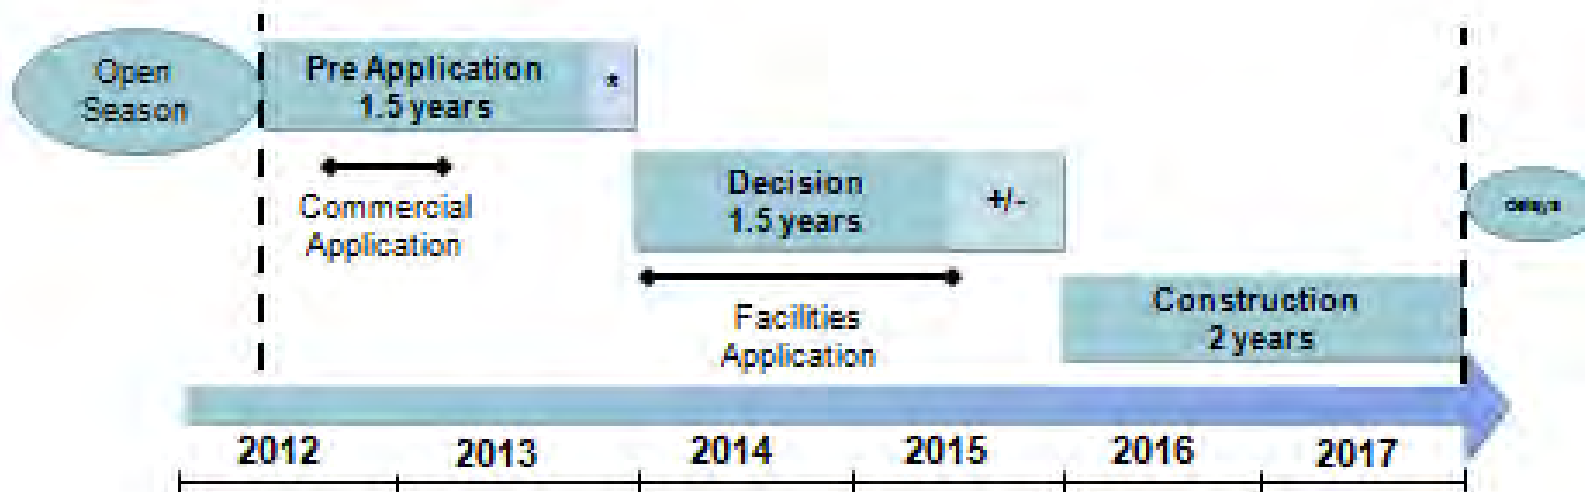 Open
Season
Pre Application
1.5 years
*
Commercial
Application
Decision
1.5 years
+/-
Facilities
Application
Construction
2 years
delays
2012 2013 2014 2015 2016 2017